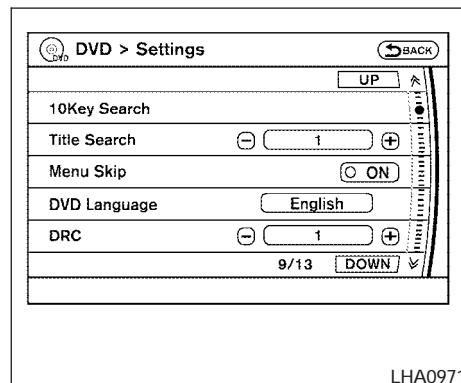 DVD DVD > Settings BACK
UP
10Key Search
Title Search 1
Menu Skip ON
DVD Language English
DRC 1
9/13 DOWN
LHA0971